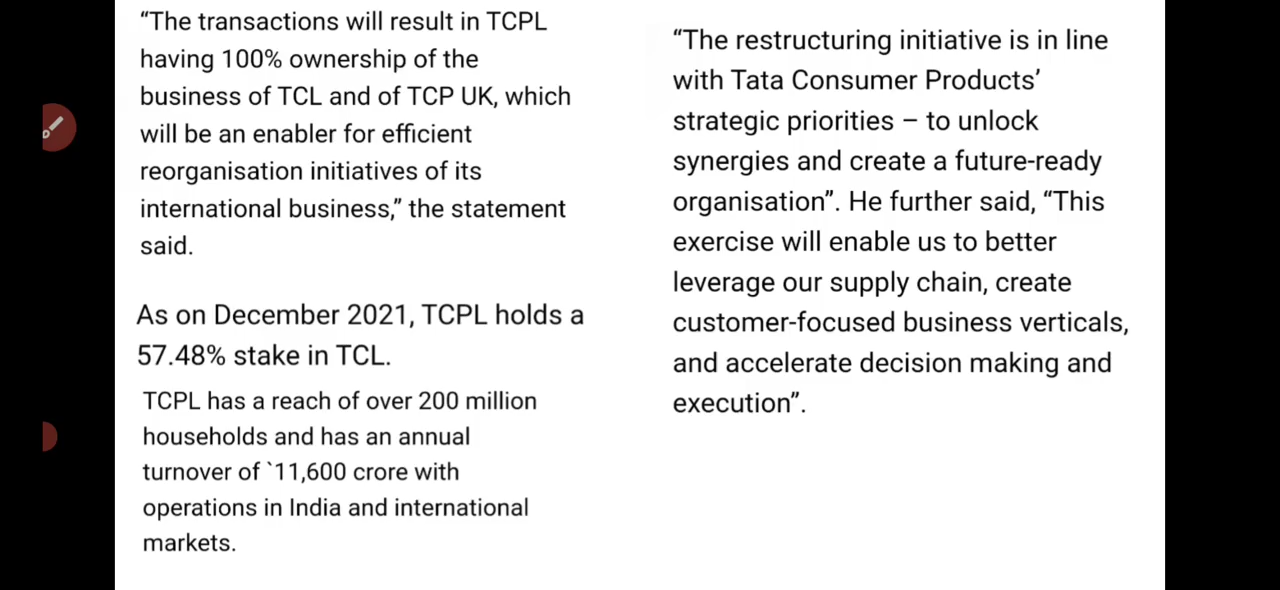 “The transactions will result in TCPL
having 100% ownership of the
business of TCL and of TCP UK, which
will be an enabler for efficient
reorganisation initiatives of its
international business,” the statement
said.
As on December 2021, TCPL holds a
57.48% stake in TCL.
TCPL has a reach of over 200 million
households and has an annual
turnover of `11,600 crore with
operations in India and international
markets.
“The restructuring initiative is in line
with Tata Consumer Products’
strategic priorities – to unlock
synergies and create a future-ready
organisation”. He further said, “This
exercise will enable us to better
leverage our supply chain, create
customer-focused business verticals,
and accelerate decision making and
execution”.